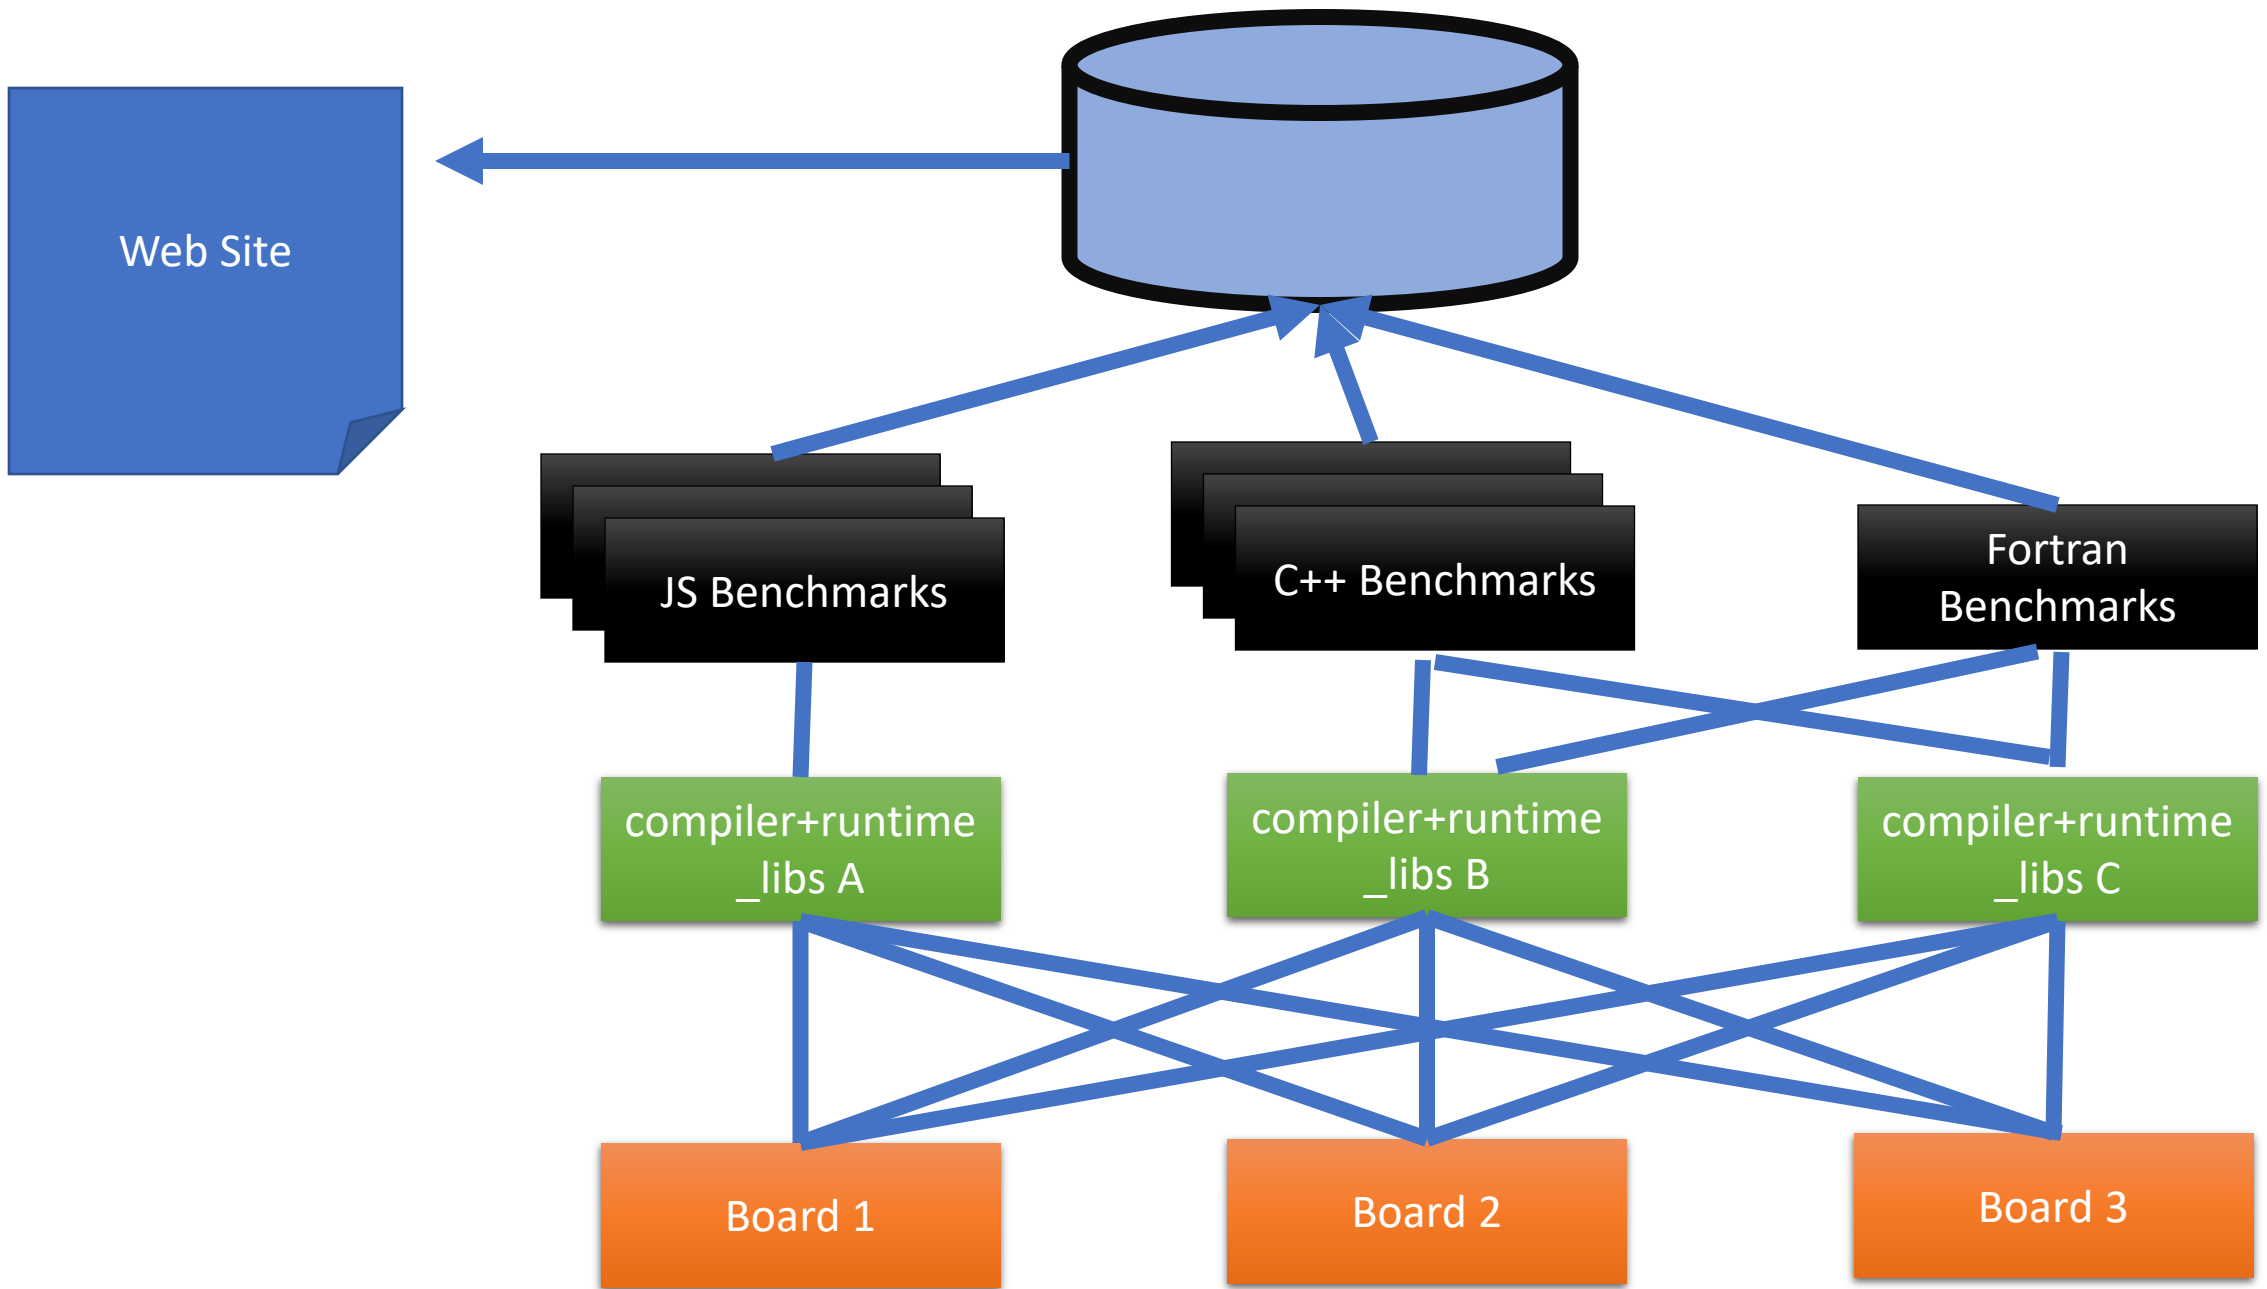 Web Site
JS Benchmarks
C++ Benchmarks
Fortran
Benchmarks
compiler+runtime
_libs A
compiler+runtime
_libs B
compiler+runtime
_libs C
Board 1
Board 2
Board 3